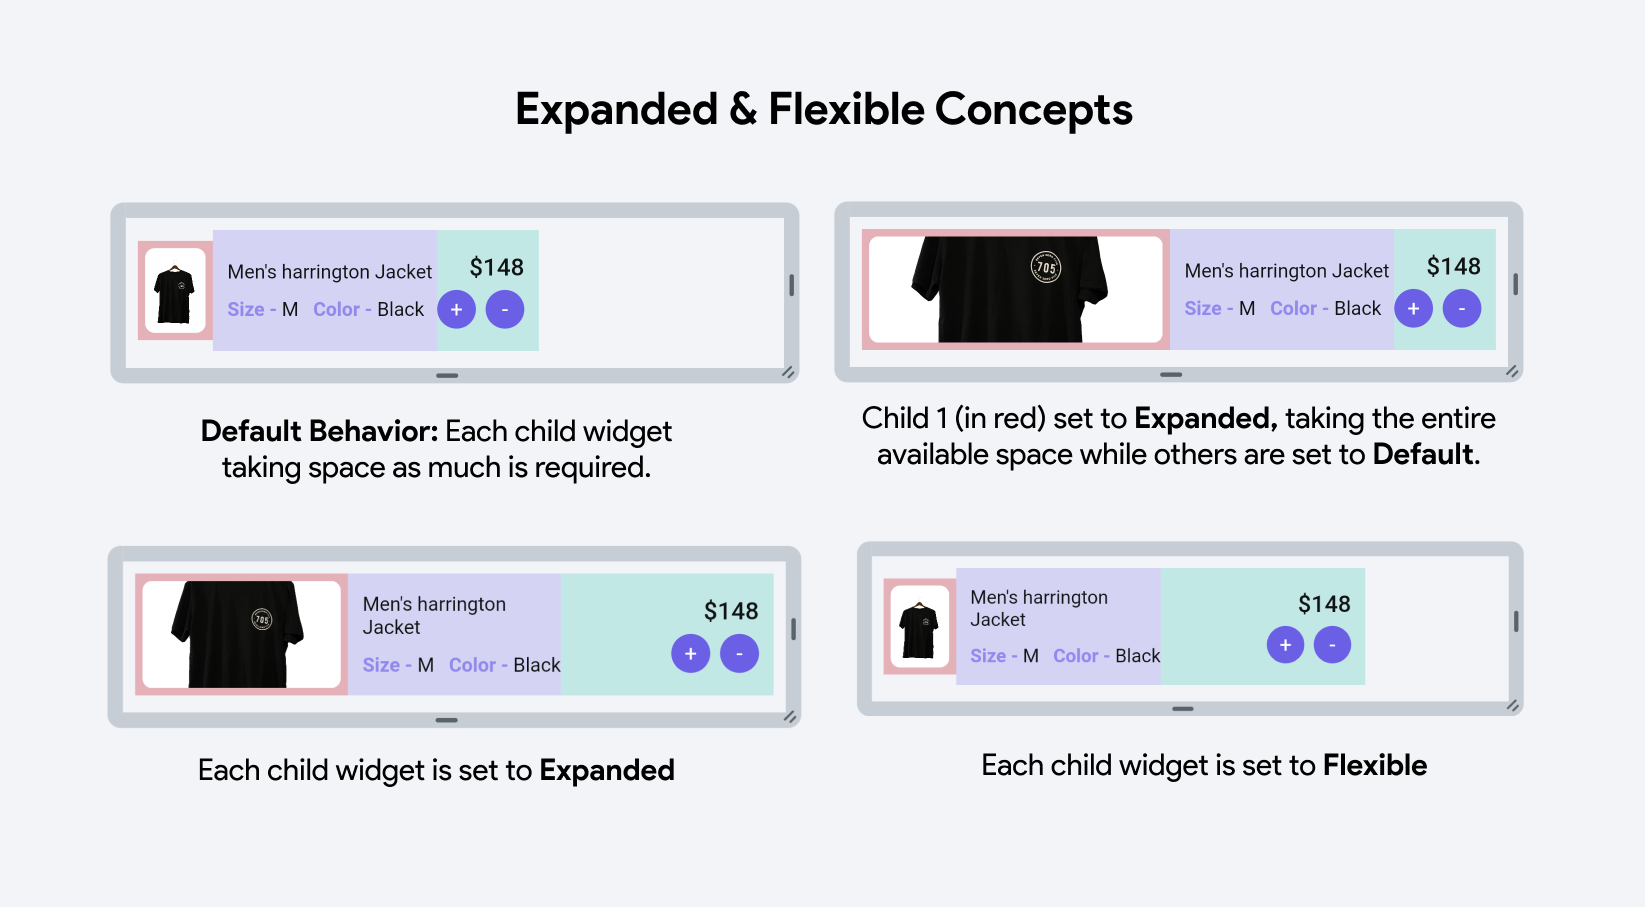 Expanded & Flexible Concepts
Men's harrington Jacket
Size - M Color - Black
$148
+ -
Default Behavior: Each child widget
taking space as much is required.
705
Men's harrington Jacket
Size - M Color - Black
$148
+ -
Child 1 (in red) set to Expanded, taking the entire
available space while others are set to Default.
705
Men's harrington
Jacket
Size - M Color - Black
$148
+ -
Each child widget is set to Expanded
Men's harrington
Jacket
Size - M Color - Black
$148
+ -
Each child widget is set to Flexible